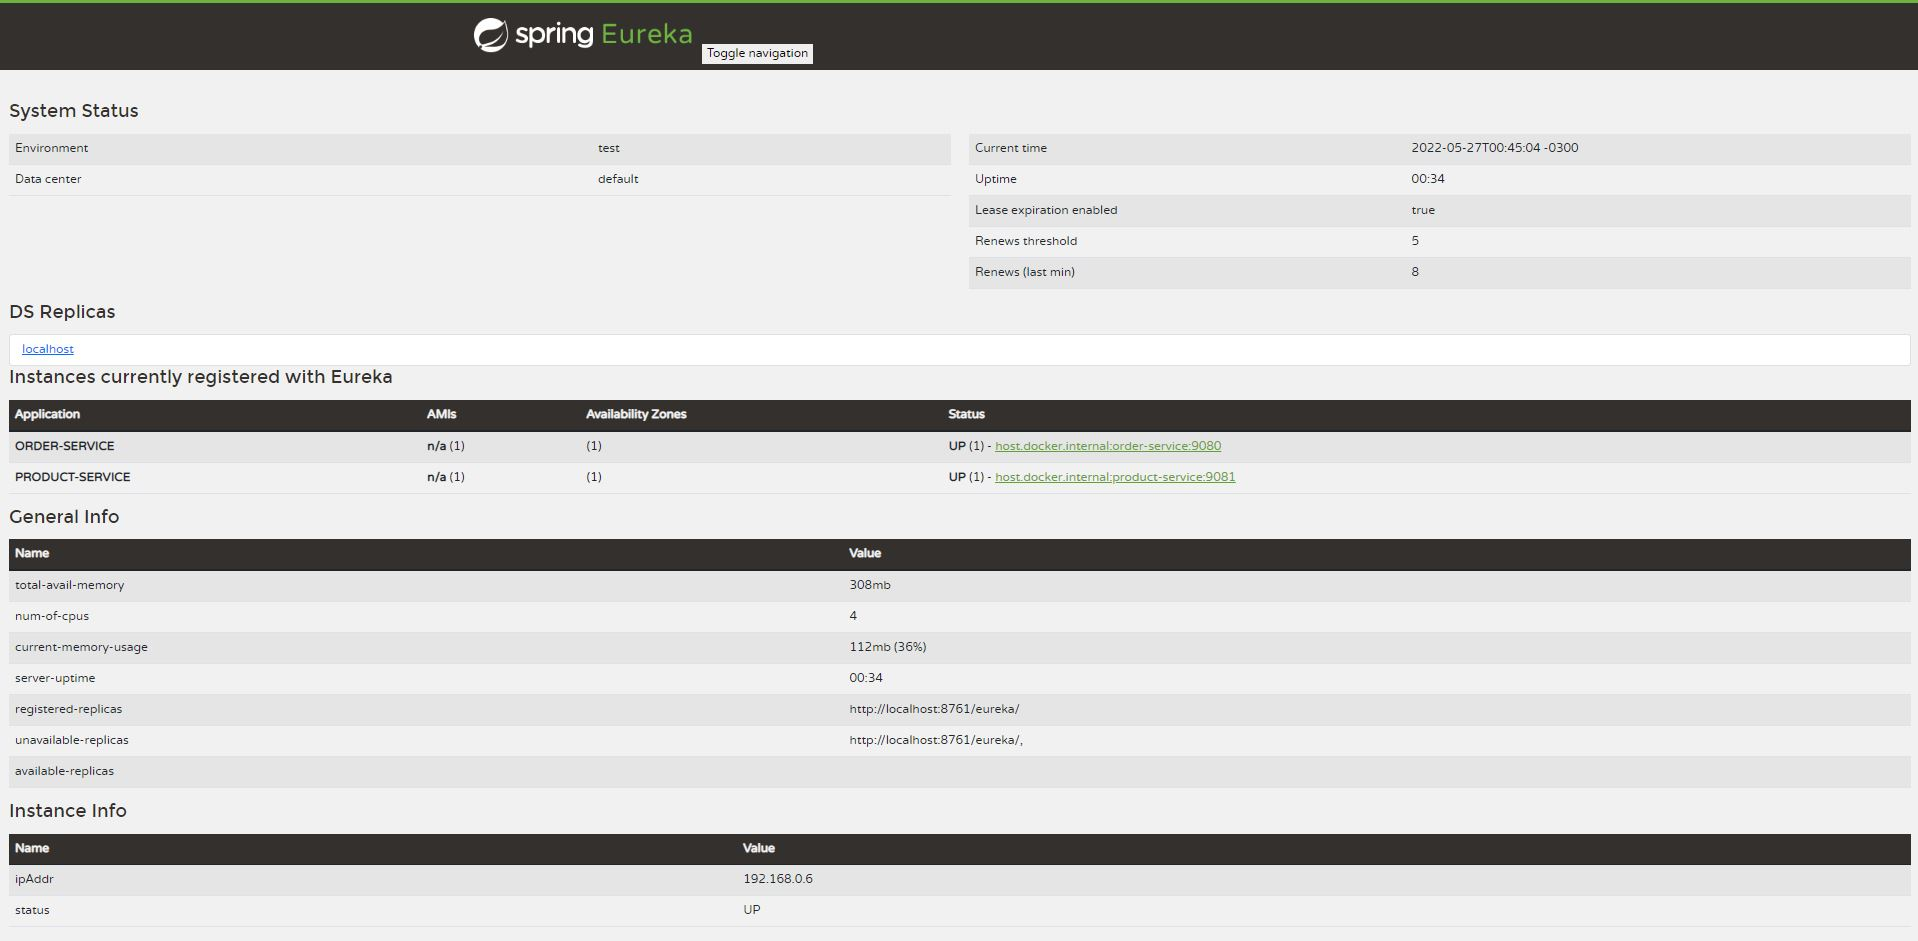 spring Eureka
Toggle navigation
System Status
Environment test
Data center default
Current time 2022-05-27T00:45:04 -0300
Uptime 00:34
Lease expiration enabled true
Renews threshold 5
Renews (last min) 8
DS Replicas
localhost
Instances currently registered with Eureka
Application AMIs Availability Zones Status
ORDER-SERVICE n/a (1) (1) UP (1) - host.docker.internal:order-service:9080
PRODUCT-SERVICE n/a (1) (1) UP (1) - host.docker.internal:product-service:9081
General Info
Name Value
total-avail-memory 308mb
num-of-cpus 4
current-memory-usage 112mb (36%)
server-uptime 00:34
registered-replicas http://localhost:8761/eureka/
unavailable-replicas http://localhost:8761/eureka/,
available-replicas
Instance Info
Name Value
ipAddr 192.168.0.6
status UP